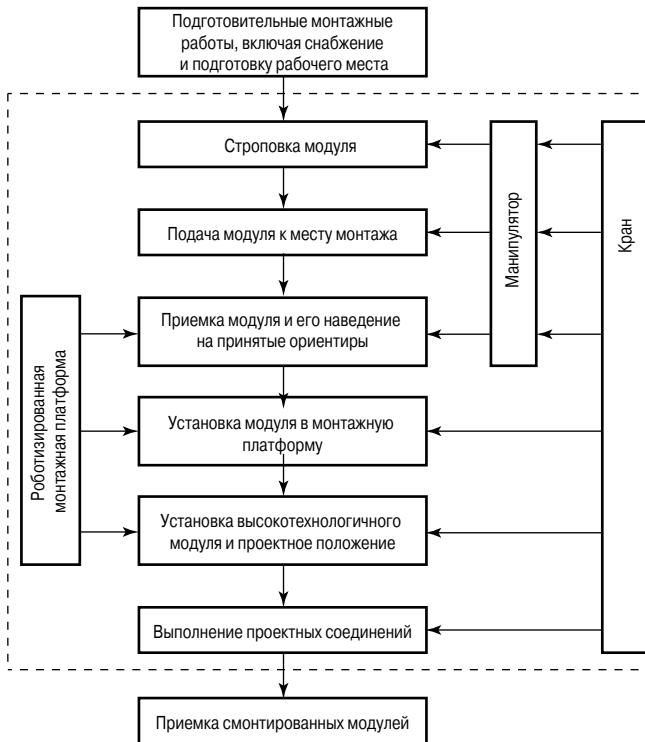 Подготовительные монтажные
работы, включая снабжение
и подготовку рабочего места
Строповка модуля
Подача модуля к месту монтажа
Приемка модуля и его наведение
на принятые ориентиры
Установка модуля в монтажную
платформу
Установка высокотехнологичного
модуля и проектное положение
Выполнение проектных соединений
Приемка смонтированных модулей
Роботизированная
монтажная платформа
Манипулятор
Кран